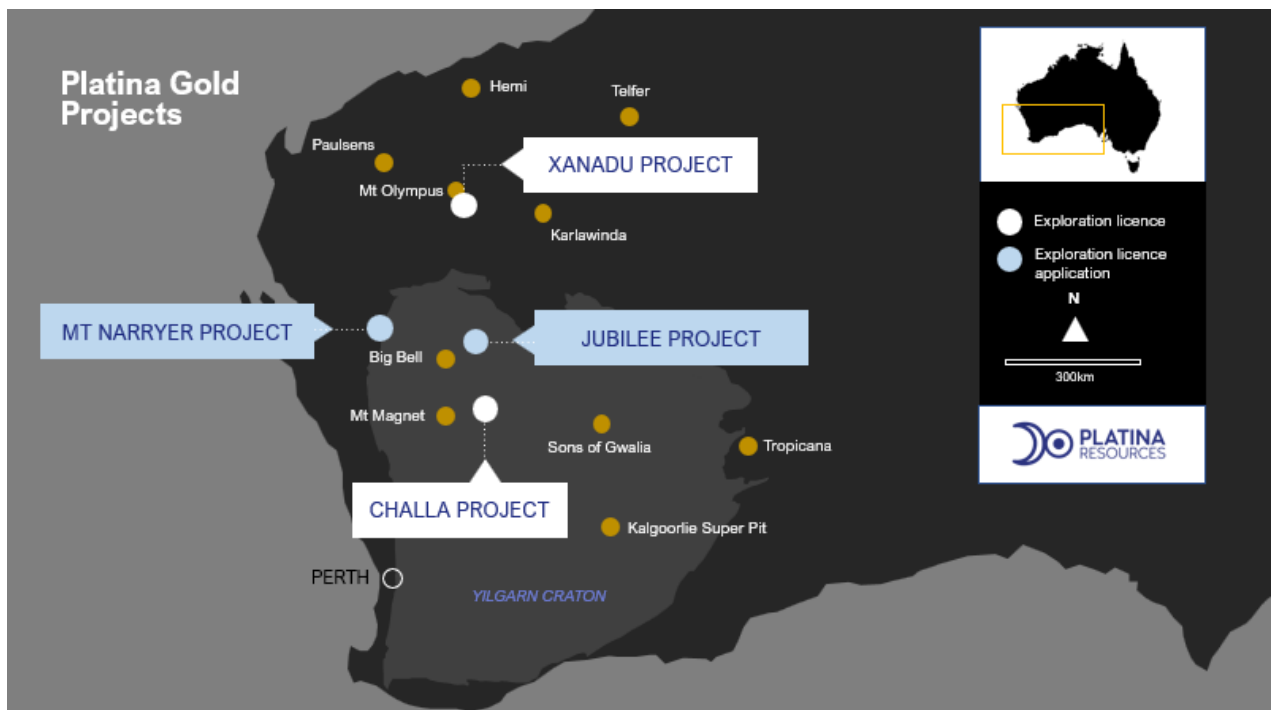 Platina Gold
Projects
Hemi
Telfer
Paulsens
XANADU PROJECT
Mt Olympus
Karlawinda
MT NARRYER PROJECT
JUBILEE PROJECT
Big Bell
Mt Magnet
Sons of Gwalia
Tropicana
CHALLA PROJECT
Kalgoorlie Super Pit
PERTH
YILGARN CRATON
Exploration licence
Exploration licence
application
N
300km
PLATINA
RESOURCES